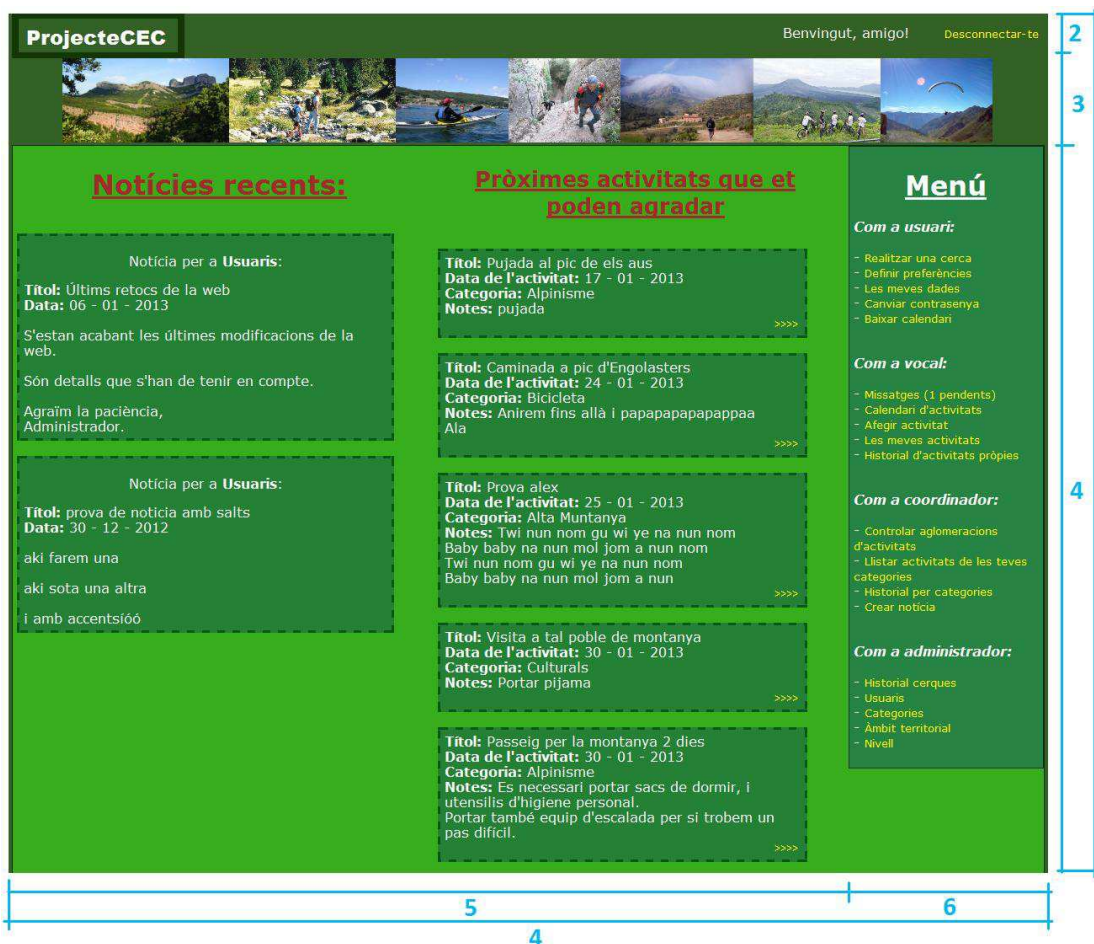 ProjecteCEC
Benvingut, amigo!
Desconnectar-te
2
3
Notícies recents:
Notícia per a Usuaris:
Títol: Últims retocs de la web
Data: 06 - 01 - 2013
S'estan acabant les últimes modificacions de la
web.
Són detalls que s'han de tenir en compte.
Agraïm la paciència,
Administrador.
Notícia per a Usuaris:
Títol: prova de noticia amb salts
Data: 30 - 12 - 2012
aki farem una
aki sota una altra
i amb accentsíóó
Pròximes activitats que et
poden agradar
Títol: Pujada al pic de els aus
Data de l'activitat: 17 - 01 - 2013
Categoria: Alpinisme
Notes: pujada
>>>>
Títol: Caminada a pic d'Engolasters
Data de l'activitat: 24 - 01 - 2013
Categoria: Bicicleta
Notes: Anirem fins allà i papapapapapappaa
Ala
>>>>
Títol: Prova alex
Data de l'activitat: 25 - 01 - 2013
Categoria: Alta Muntanya
Notes: Twi nun nom gu wi ye na nun nom
Baby baby na nun mol jom a nun nom
Twi nun nom gu wi ye na nun nom
Baby baby na nun mol jom a nun
>>>>
Títol: Visita a tal poble de montanya
Data de l'activitat: 30 - 01 - 2013
Categoria: Culturals
Notes: Portar pijama
>>>>
Títol: Passeig per la montanya 2 dies
Data de l'activitat: 30 - 01 - 2013
Categoria: Alpinisme
Notes: Es necessari portar sacs de dormir, i
utensilis d'higiene personal.
Portar també equip d'escalada per si trobem un
pas difícil.
>>>>
Menú
Com a usuari:
- Realitzar una cerca
- Definir preferències
- Les meves dades
- Canviar contrasenya
- Baixar calendari
Com a vocal:
- Missatges (1 pendents)
- Calendari d'activitats
- Afegir activitat
- Les meves activitats
- Historial d'activitats pròpies
Com a coordinador:
- Controlar aglomeracions
d'activitats
- Llistar activitats de les teves
categories
- Historial per categories
- Crear notícia
Com a administrador:
- Historial cerques
- Usuaris
- Categories
- Àmbit territorial
- Nivell
4
5
6
4